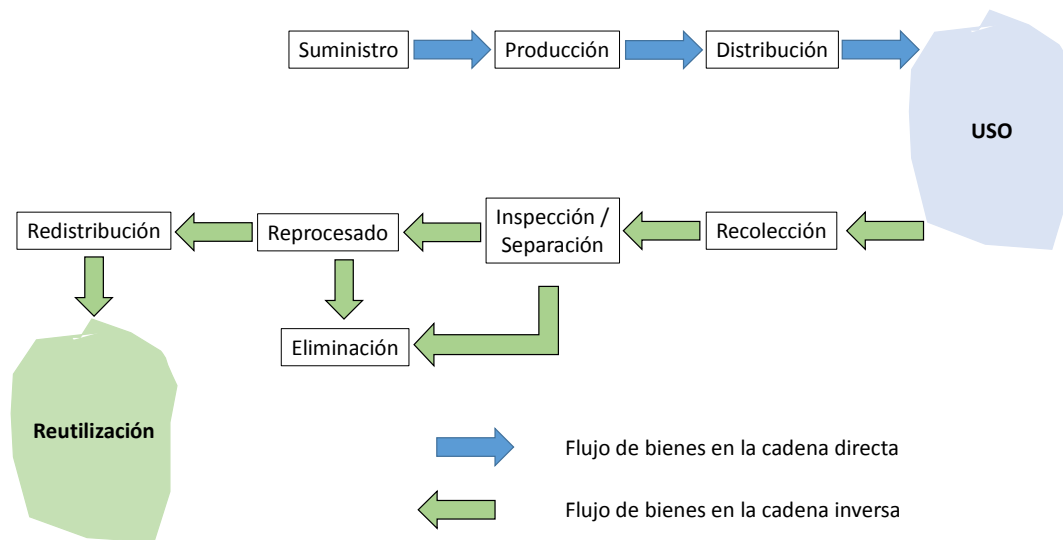 Suministro
Producción
Distribución
USO
Redistribución
Reprocesado
Inspección /
Separación
Recolección
Eliminación
Reutilización
Flujo de bienes en la cadena directa
Flujo de bienes en la cadena inversa